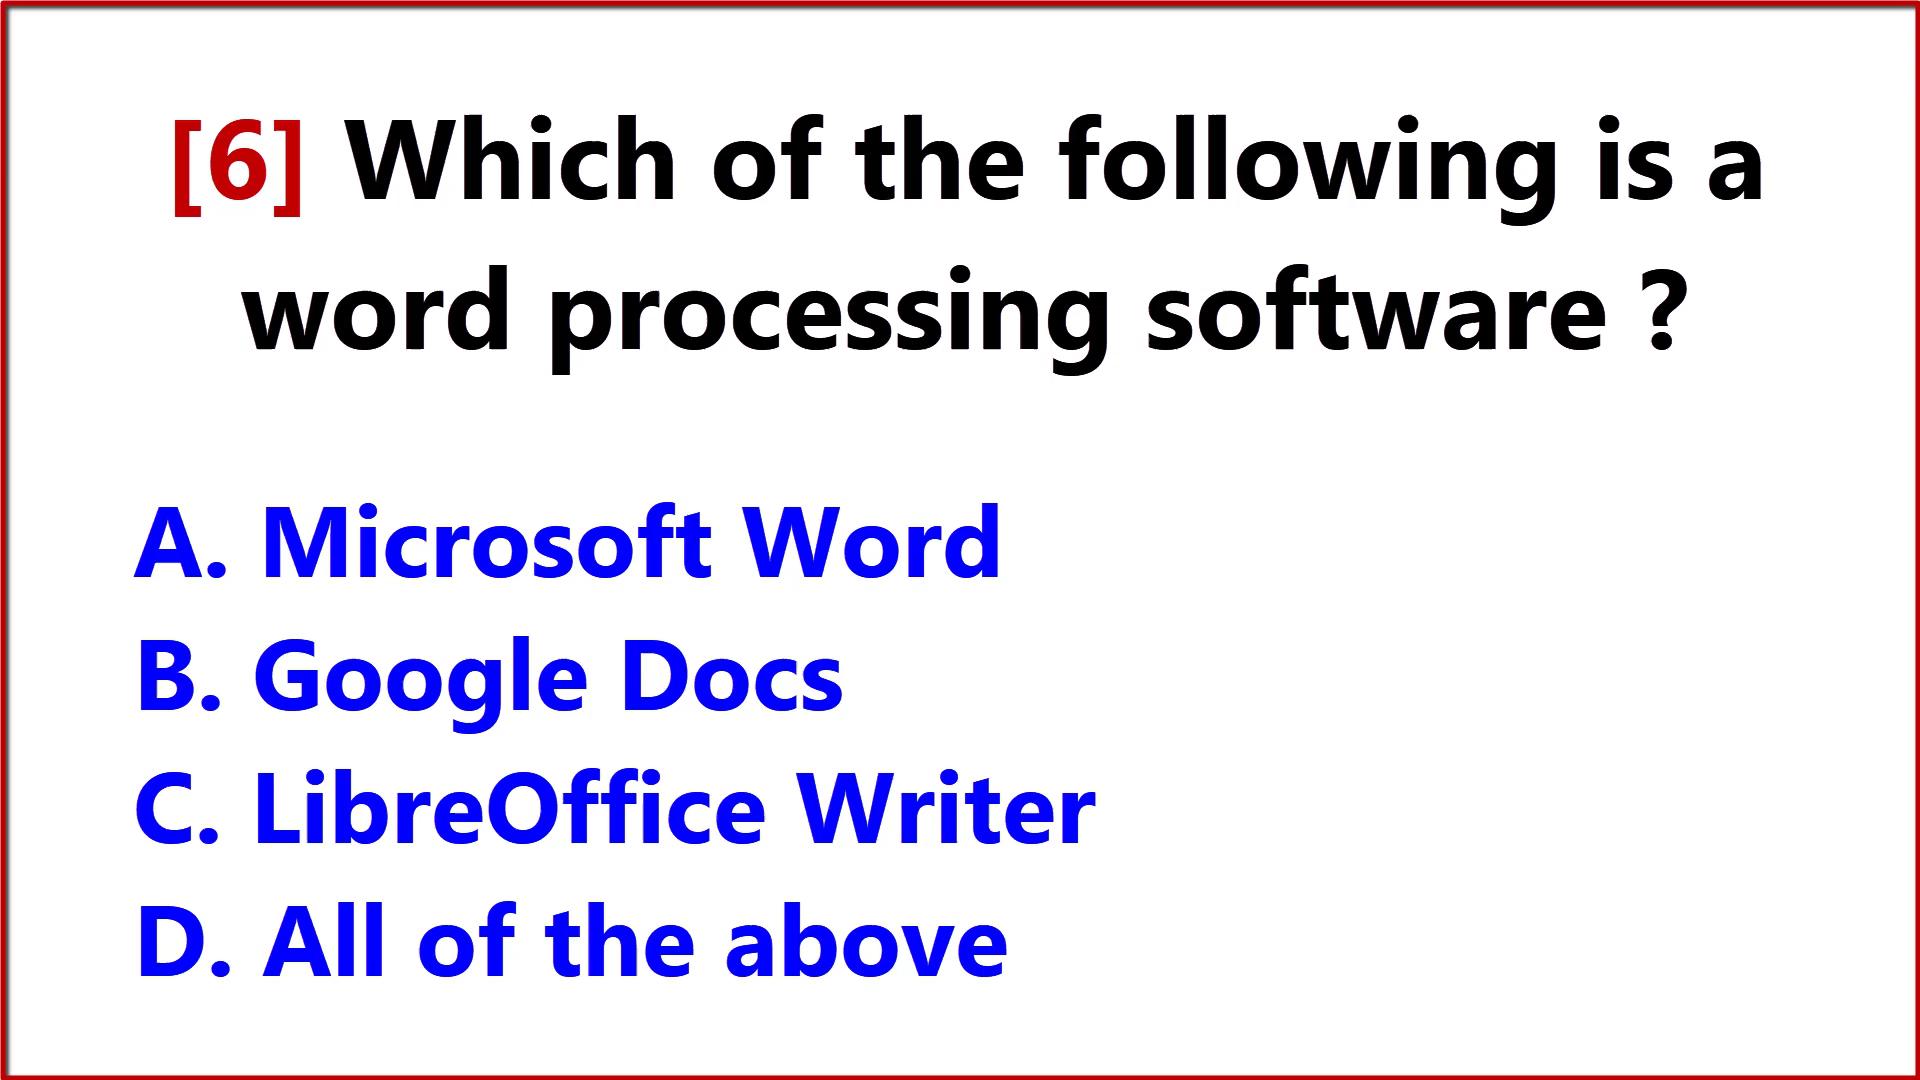 [6] Which of the following is a
word processing software ?
A. Microsoft Word
B. Google Docs
C. LibreOffice Writer
D. All of the above